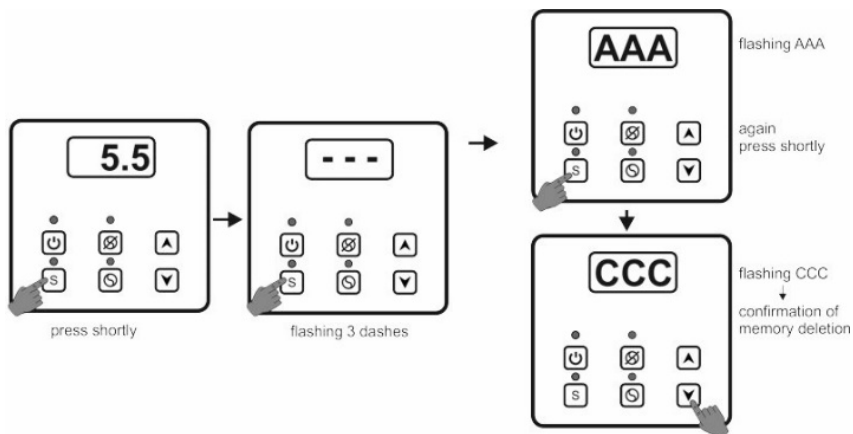 5.5
S
press shortly
- - -
S
flashing 3 dashes
AAA
flashing AAA
again
press shortly
S
CCC
flashing CCC
confirmation of
memory deletion
S